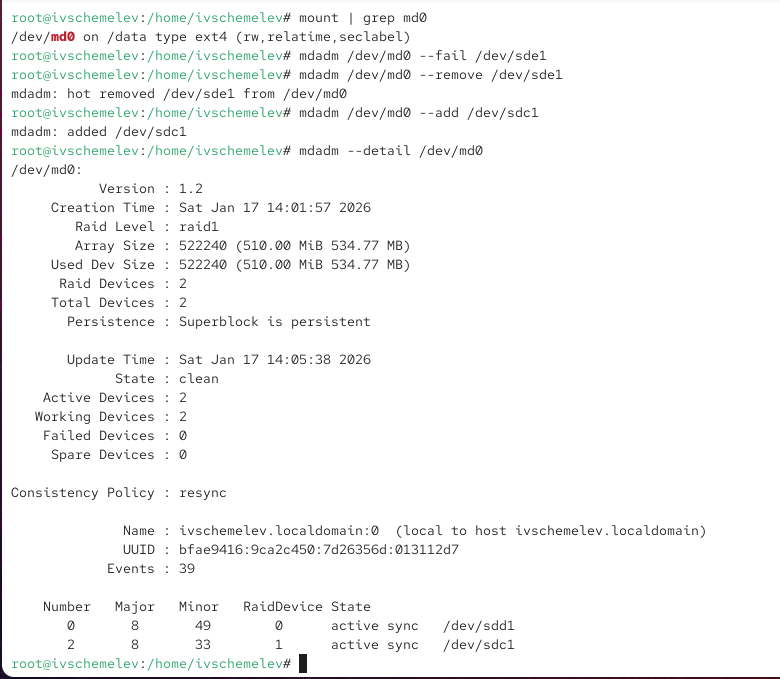 root@ivschemelev:/home/ivschemelev# mount | grep md0
/dev/md0 on /data type ext4 (rw,relatime,seclabel)
root@ivschemelev:/home/ivschemelev# mdadm /dev/md0 --fail /dev/sde1
root@ivschemelev:/home/ivschemelev# mdadm /dev/md0 --remove /dev/sde1
mdadm: hot removed /dev/sde1 from /dev/md0
root@ivschemelev:/home/ivschemelev# mdadm /dev/md0 --add /dev/sdc1
mdadm: added /dev/sdc1
root@ivschemelev:/home/ivschemelev# mdadm --detail /dev/md0
/dev/md0:
           Version : 1.2
     Creation Time : Sat Jan 17 14:01:57 2026
        Raid Level : raid1
        Array Size : 522240 (510.00 MiB 534.77 MB)
     Used Dev Size : 522240 (510.00 MiB 534.77 MB)
      Raid Devices : 2
     Total Devices : 2
       Persistence : Superblock is persistent
       Update Time : Sat Jan 17 14:05:38 2026
             State : clean
    Active Devices : 2
   Working Devices : 2
    Failed Devices : 0
     Spare Devices : 0
Consistency Policy : resync
              Name : ivschemelev.localdomain:0  (local to host ivschemelev.localdomain)
              UUID : bfae9416:9ca2c450:7d26356d:013112d7
            Events : 39
    Number   Major   Minor   RaidDevice State
       0       8       49        0      active sync   /dev/sdd1
       2       8       33        1      active sync   /dev/sdc1
root@ivschemelev:/home/ivschemelev#